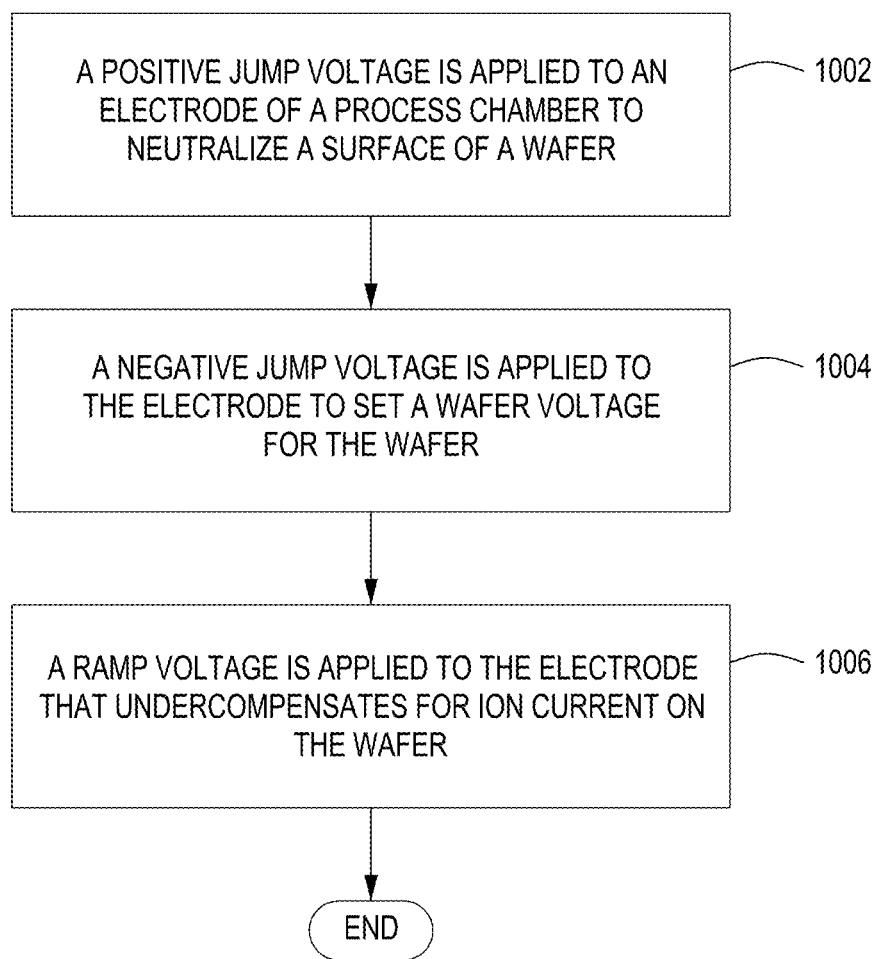 A POSITIVE JUMP VOLTAGE IS APPLIED TO AN
ELECTRODE OF A PROCESS CHAMBER TO
NEUTRALIZE A SURFACE OF A WAFER
1002
A NEGATIVE JUMP VOLTAGE IS APPLIED TO
THE ELECTRODE TO SET A WAFER VOLTAGE
FOR THE WAFER
1004
A RAMP VOLTAGE IS APPLIED TO THE ELECTRODE
THAT UNDERCOMPENSATES FOR ION CURRENT ON
THE WAFER
1006
END